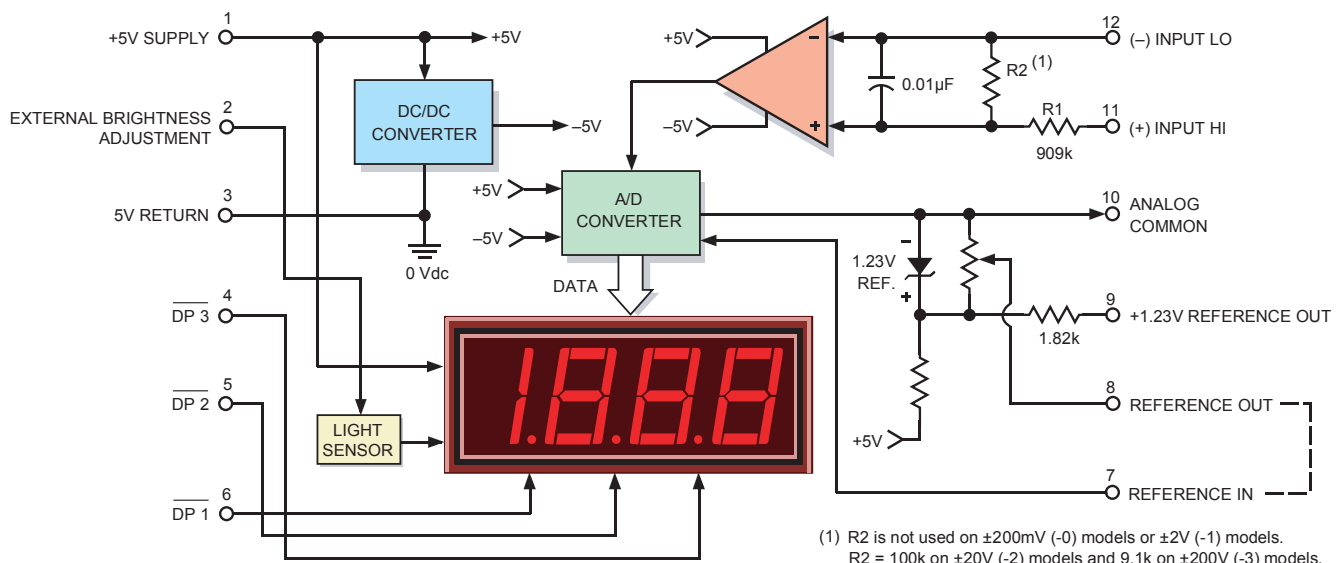 1
+5V SUPPLY
+5V
2
EXTERNAL BRIGHTNESS
ADJUSTMENT
DC/DC
CONVERTER
–5V
3
5V RETURN
0 Vdc
4
DP 3
5
DP 2
6
DP 1
LIGHT
SENSOR
+5V
–5V
–
+
0.01µF
R2 (1)
R1
909k
12
(–) INPUT LO
11
(+) INPUT HI
+5V
–5V
A/D
CONVERTER
DATA
1.8.8.8
10
ANALOG
COMMON
–
1.23V
REF.
+
+5V
1.82k
9
+1.23V REFERENCE OUT
8
REFERENCE OUT
7
REFERENCE IN
(1) R2 is not used on ±200mV (-0) models or ±2V (-1) models.
R2 = 100k on ±20V (-2) models and 9.1k on ±200V (-3) models.